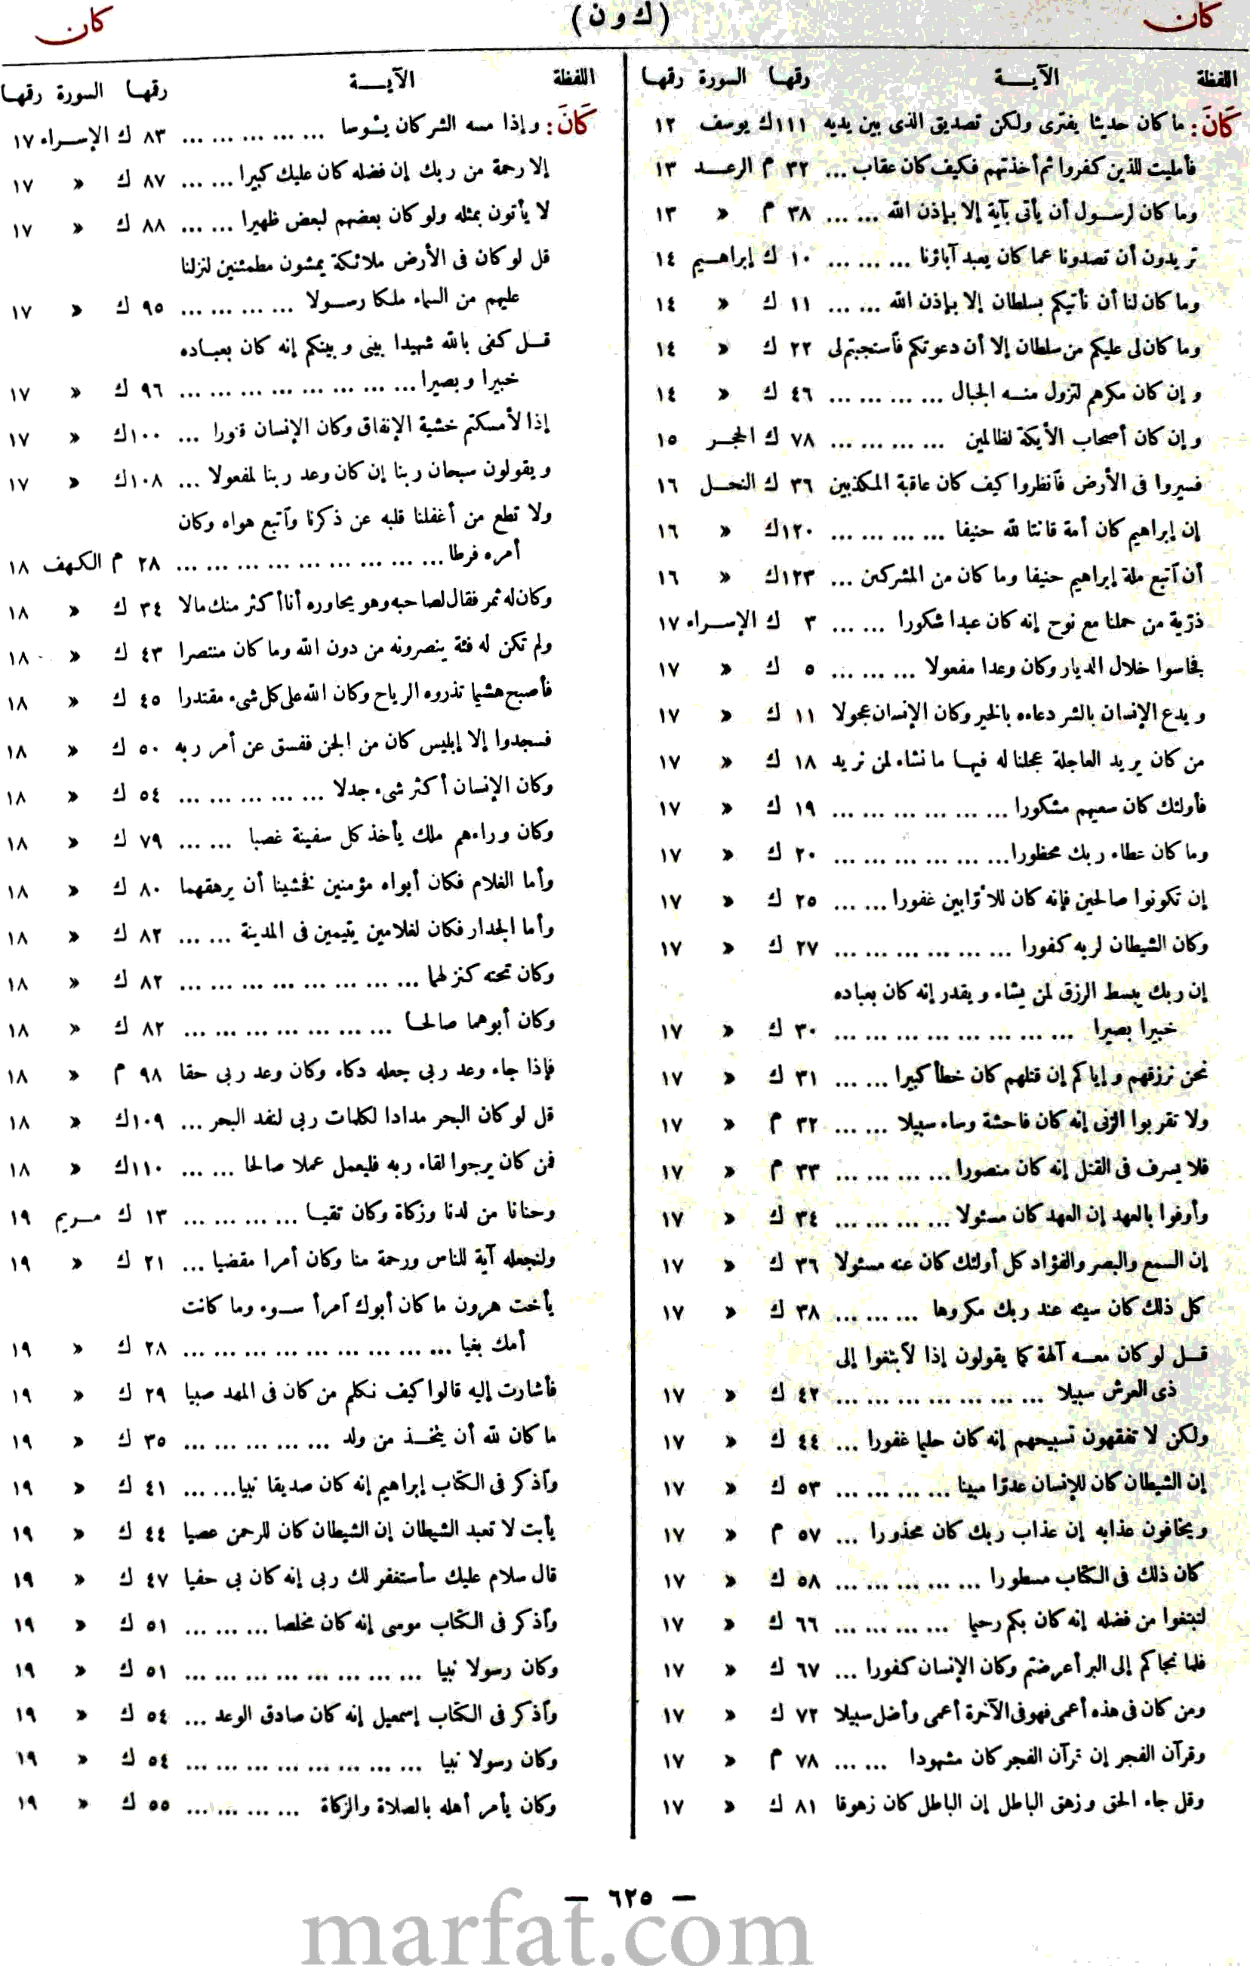 كان (ك و ن) كان
اللفظة الآيـــة رقمها السورة رقمها
كَانَ: ما كان حديثا يفترى ولكن تصديق الذى بين يديه ١١١ ك يوسف ١٢
فأمليت للذين كفروا ثم أخذتهم فكيف كان عقاب ... ٣٢ م الرعــد ١٣
وما كان لرسول أن يأتى بآية إلا بإذن الله ... ... ٣٨ م » ١٣
تريدون أن تصدونا عما كان يعبد آباؤنا ... ... ... ١٠ ك إبراهــيم ١٤
وما كان لنا أن نأتيكم بسلطان إلا بإذن الله ... ... ١١ ك » ١٤
وما كان لى عليكم من سلطان إلا أن دعوتكم فٱستجبتم لى ٢٢ ك » ١٤
وإن كان مكرهم لتزول منــه الجبال ... ... ... ... ٤٦ ك » ١٤
وإن كان أصحاب الأيكة لظالمين ... ... ... ... ٧٨ ك الحجــر ١٥
فسيروا فى الأرض فٱنظروا كيف كان عاقبة المكذبين ٣٦ ك النحــل ١٦
إن إبراهيم كان أمة قانتا لله حنيفا ... ... ... ... ١٢٠ ك » ١٦
أن ٱتبع ملة إبراهيم حنيفا وما كان من المشركين ... ١٢٣ ك » ١٦
ذرّية من حملنا مع نوح إنه كان عبدا شكورا ... ... ٣ ك الإســراء ١٧
فجاسوا خلال الديار وكان وعدا مفعولا ... ... ... ٥ ك » ١٧
ويدع الإنسان بالشر دعاءه بالخير وكان الإنسان عجولا ١١ ك » ١٧
من كان يريد العاجلة عجلنا له فيهــا ما نشاء لمن نريد ١٨ ك » ١٧
فأولئك كان سعيهم مشكورا ... ... ... ... ... ... ١٩ ك » ١٧
وما كان عطاء ربك محظورا... ... ... ... ... ... ٢٠ ك » ١٧
إن تكونوا صالحين فإنه كان للأوّابين غفورا ... ... ٢٥ ك » ١٧
وكان الشيطان لربه كفورا ... ... ... ... ... ... ٢٧ ك » ١٧
إن ربك يبسط الرزق لمن يشاء ويقدر إنه كان بعباده
خبيرا بصيرا ... ... ... ... ... ... ... ... ٣٠ ك » ١٧
نحن نرزقهم وإياكم إن قتلهم كان خطأ كبيرا ... ... ٣١ ك » ١٧
ولا تقربوا الزنى إنه كان فاحشة وساء سبيلا ... ... ٣٢ م » ١٧
فلا يسرف فى القتل إنه كان منصورا ... ... ... ... ٣٣ م » ١٧
وأوفوا بالعهد إن العهد كان مسئولا ... ... ... ... ٣٤ ك » ١٧
إن السمع والبصر والفؤاد كل أولئك كان عنه مسئولا ٣٦ ك » ١٧
كل ذلك كان سيئه عند ربك مكروها ... ... ... ٣٨ ك » ١٧
قــل لو كان معــه آلهة كما يقولون إذا لٱبتغوا إلى
ذى العرش سبيلا ... ... ... ... ... ... ... ٤٢ ك » ١٧
ولكن لا تفقهون تسبيحهم إنه كان حليما غفورا ... ٤٤ ك » ١٧
إن الشيطان كان للإنسان عدوّا مبينا ... ... ... ... ٥٣ ك » ١٧
ويخافون عذابه إن عذاب ربك كان محذورا ... ٥٧ م » ١٧
كان ذلك فى الكتاب مسطورا ... ... ... ... ... ٥٨ ك » ١٧
لتبتغوا من فضله إنه كان بكم رحيما ... ... ... ... ٦٦ ك » ١٧
فلما نجاكم إلى البر أعرضتم وكان الإنسان كفورا ... ٦٧ ك » ١٧
ومن كان فى هذه أعمى فهو فى الآخرة أعمى وأضل سبيلا ٧٢ ك » ١٧
وقرآن الفجر إن قرآن الفجر كان مشهودا ... ... ٧٨ م » ١٧
وقل جاء الحق وزهق الباطل إن الباطل كان زهوقا ٨١ ك » ١٧
اللفظة الآيـــة رقمها السورة رقمها
كَانَ: وإذا مسه الشر كان يئوسا ... ... ... ... ... ٨٣ ك الإســراء ١٧
إلا رحمة من ربك إن فضله كان عليك كبيرا ... ... ٨٧ ك » ١٧
لا يأتون بمثله ولو كان بعضهم لبعض ظهيرا ... ... ٨٨ ك » ١٧
قل لو كان فى الأرض ملائكة يمشون مطمئنين لنزلنا
عليهم من السماء ملكا رســولا ... ... ... ... ٩٥ ك » ١٧
قــل كفى بالله شهيدا بينى وبينكم إنه كان بعبــاده
خبيرا وبصيرا ... ... ... ... ... ... ... ... ٩٦ ك » ١٧
إذا لأمسكتم خشية الإنفاق وكان الإنسان قتورا ... ١٠٠ ك » ١٧
ويقولون سبحان ربنا إن كان وعد ربنا لمفعولا ... ١٠٨ ك » ١٧
ولا تطع من أغفلنا قلبه عن ذكرنا وٱتبع هواه وكان
أمره فرطا ... ... ... ... ... ... ... ... ... ٢٨ م الكهف ١٨
وكان له ثمر فقال لصاحبه وهو يحاوره أنا أكثر منك مالا ٣٤ ك » ١٨
ولم تكن له فئة ينصرونه من دون الله وما كان منتصرا ٤٣ ك » ١٨
فأصبح هشيما تذروه الرياح وكان الله على كل شىء مقتدرا ٤٥ ك » ١٨
فسجدوا إلا إبليس كان من الجن ففسق عن أمر ربه ٥٠ ك » ١٨
وكان الإنسان أكثر شىء جدلا ... ... ... ... ... ٥٤ ك » ١٨
وكان وراءهم ملك يأخذ كل سفينة غصبا ... ... ٧٩ ك » ١٨
وأما الغلام فكان أبواه مؤمنين فخشينا أن يرهقهما ٨٠ ك » ١٨
وأما الجدار فكان لغلامين يتيمين فى المدينة ... ... ٨٢ ك » ١٨
وكان تحته كنز لهما ... ... ... ... ... ... ... ... ٨٢ ك » ١٨
وكان أبوهما صالحــا ... ... ... ... ... ... ... ٨٢ ك » ١٨
فإذا جاء وعد ربى جعله دكاء وكان وعد ربى حقا ٩٨ م » ١٨
قل لو كان البحر مدادا لكلمات ربى لنفد البحر ... ١٠٩ ك » ١٨
فمن كان يرجوا لقاء ربه فليعمل عملا صالحا ... ... ١١٠ ك » ١٨
وحنانا من لدنا وزكاة وكان تقيــا ... ... ... ... ١٣ ك مــريم ١٩
ولنجعله آية للناس ورحمة منا وكان أمرا مقضيا ... ٢١ ك » ١٩
يأخت هرون ما كان أبوك ٱمرأ ســوء وما كانت
أمك بغيا ... ... ... ... ... ... ... ... ... ٢٨ ك » ١٩
فأشارت إليه قالوا كيف نكلم من كان فى المهد صبيا ٢٩ ك » ١٩
ما كان لله أن يتخــذ من ولد ... ... ... ... ... ٣٥ ك » ١٩
وٱذكر فى الكتاب إبراهيم إنه كان صديقا نبيا... ... ٤١ ك » ١٩
يأبت لا تعبد الشيطان إن الشيطان كان للرحمن عصيا ٤٤ ك » ١٩
قال سلام عليك سأستغفر لك ربى إنه كان بى حفيا ٤٧ ك » ١٩
وٱذكر فى الكتاب موسى إنه كان مخلصا ... ... ... ٥١ ك » ١٩
وكان رسولا نبيا ... ... ... ... ... ... ... ... ٥١ ك » ١٩
وٱذكر فى الكتاب إسمعيل إنه كان صادق الوعد ... ٥٤ ك » ١٩
وكان رسولا نبيا ... ... ... ... ... ... ... ... ٥٤ ك » ١٩
وكان يأمر أهله بالصلاة والزكاة ... ... ... ... ٥٥ ك » ١٩
— ٦٢٥ —
marfat.com